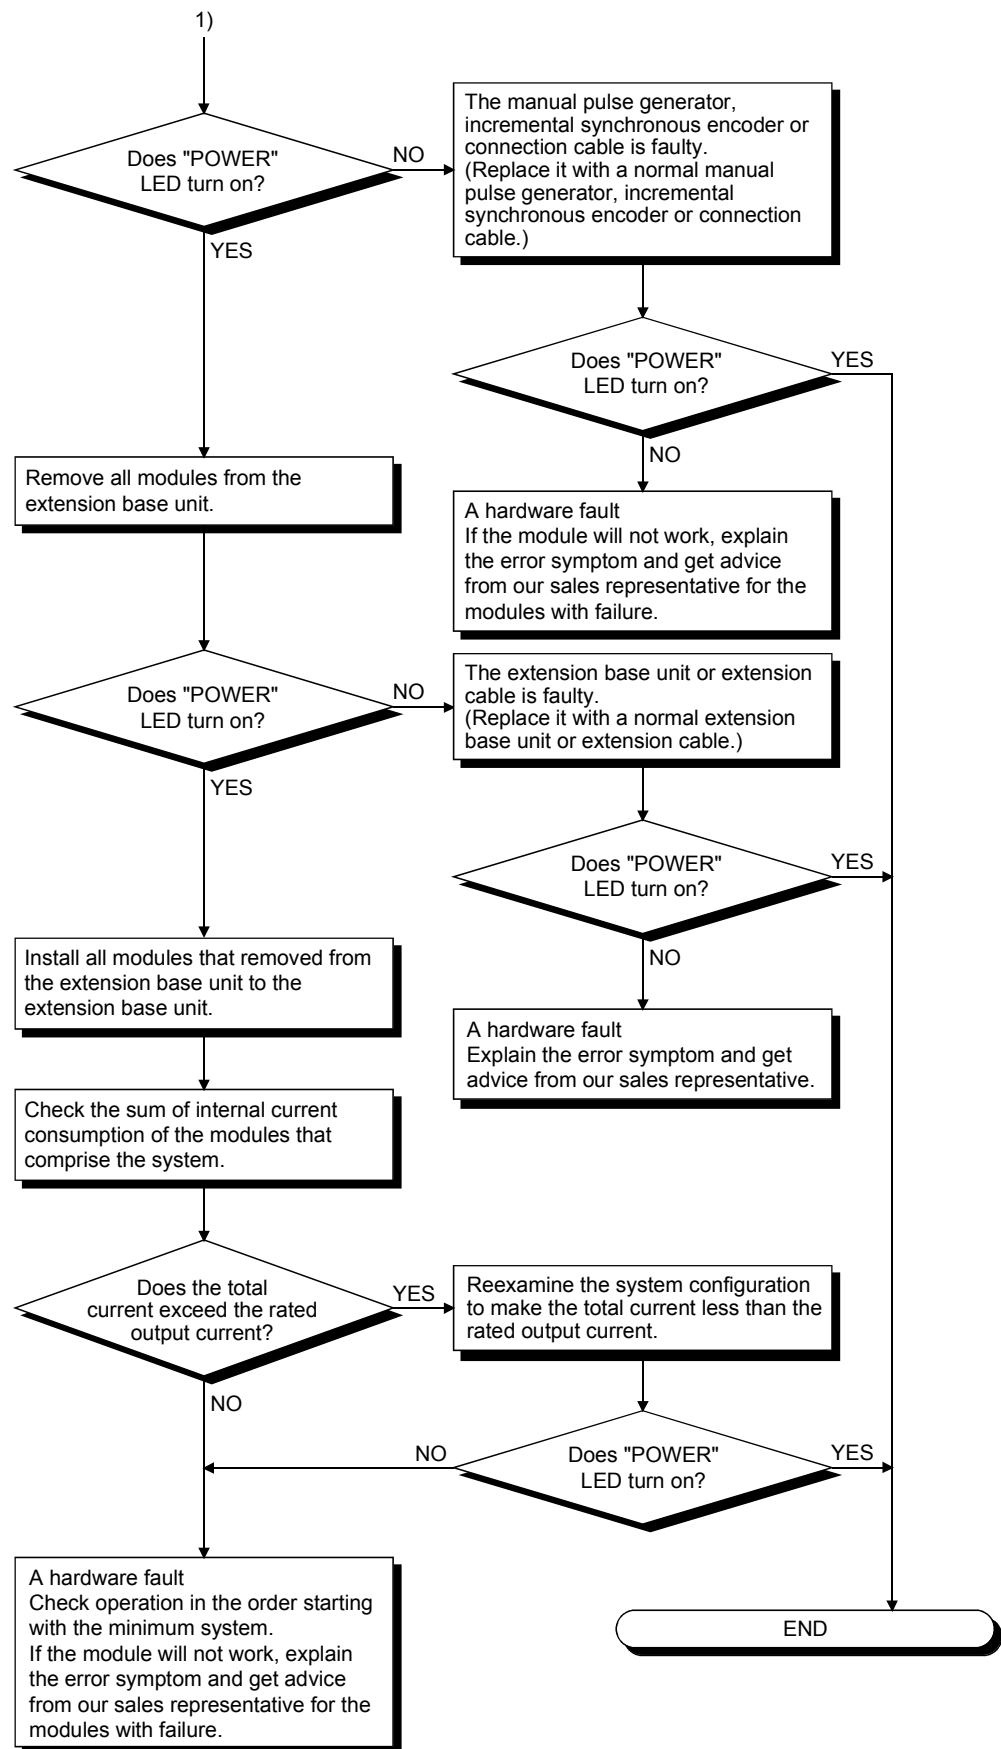 1)
Does "POWER"
LED turn on?
NO
YES
The manual pulse generator,
incremental synchronous encoder or
connection cable is faulty.
(Replace it with a normal manual
pulse generator, incremental
synchronous encoder or connection
cable.)
Does "POWER"
LED turn on?
YES
NO
Remove all modules from the
extension base unit.
A hardware fault
If the module will not work, explain
the error symptom and get advice
from our sales representative for the
modules with failure.
Does "POWER"
LED turn on?
NO
YES
The extension base unit or extension
cable is faulty.
(Replace it with a normal extension
base unit or extension cable.)
Does "POWER"
LED turn on?
YES
NO
Install all modules that removed from
the extension base unit to the
extension base unit.
A hardware fault
Explain the error symptom and get
advice from our sales representative.
Check the sum of internal current
consumption of the modules that
comprise the system.
Does the total
current exceed the rated
output current?
YES
NO
Reexamine the system configuration
to make the total current less than the
rated output current.
Does "POWER"
LED turn on?
NO
YES
A hardware fault
Check operation in the order starting
with the minimum system.
If the module will not work, explain
the error symptom and get advice
from our sales representative for the
modules with failure.
END